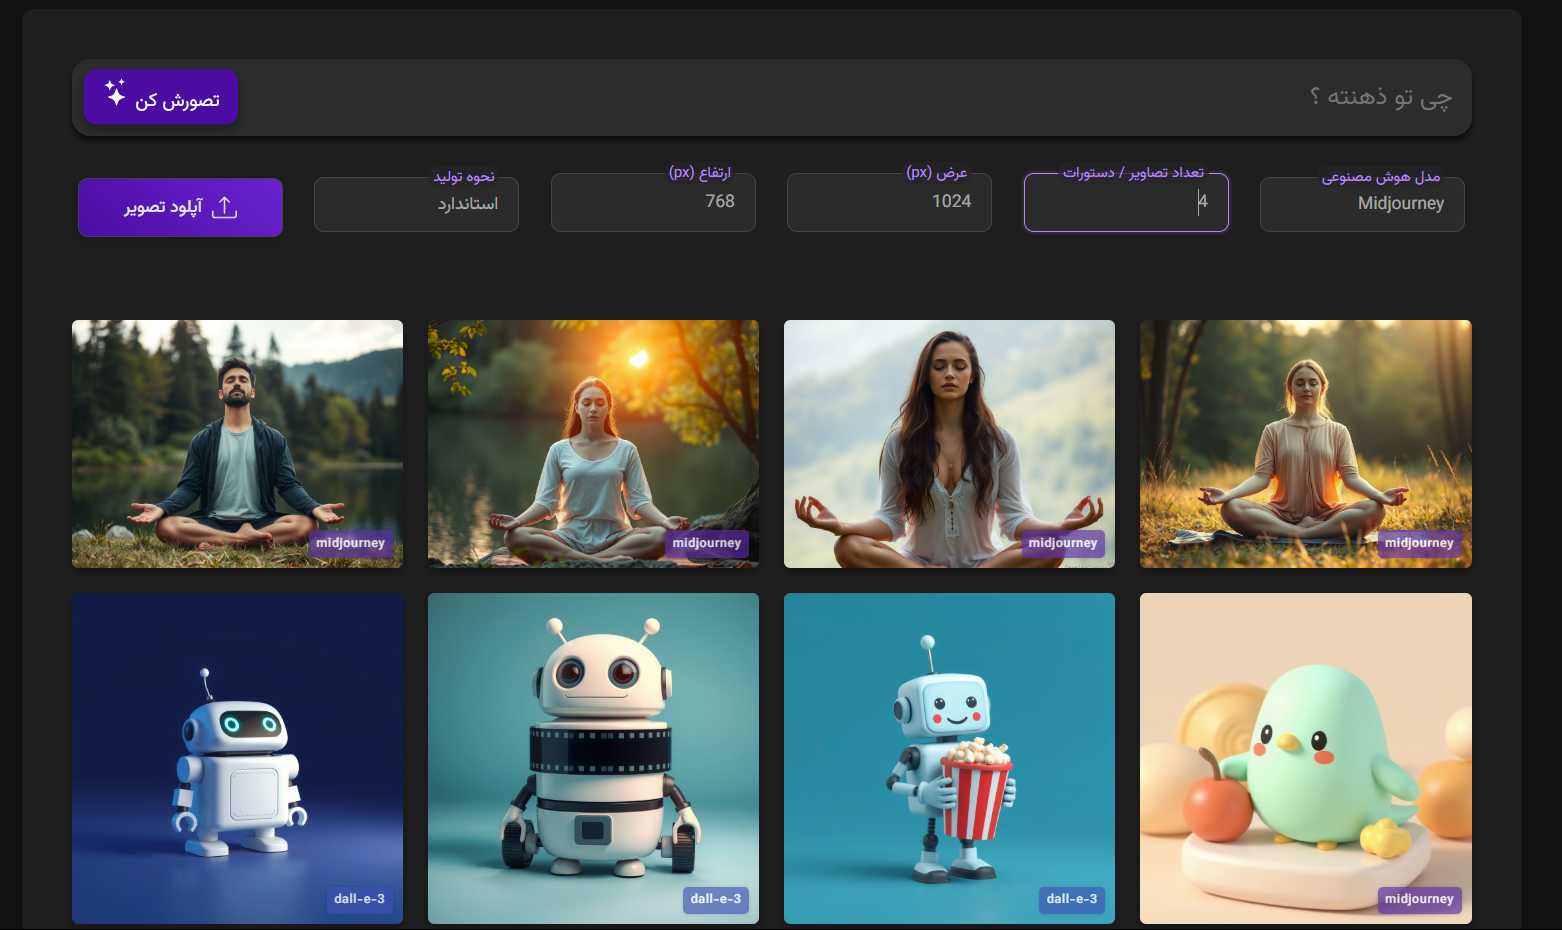 چی تو ذهنته ؟
تصورش کن
مدل هوش مصنوعی
Midjourney
تعداد تصاویر / دستورات
4
عرض (px)
1024
ارتفاع (px)
768
نحوه تولید
استاندارد
آپلود تصویر
midjourney
midjourney
midjourney
midjourney
midjourney
dall-e-3
dall-e-3
dall-e-3